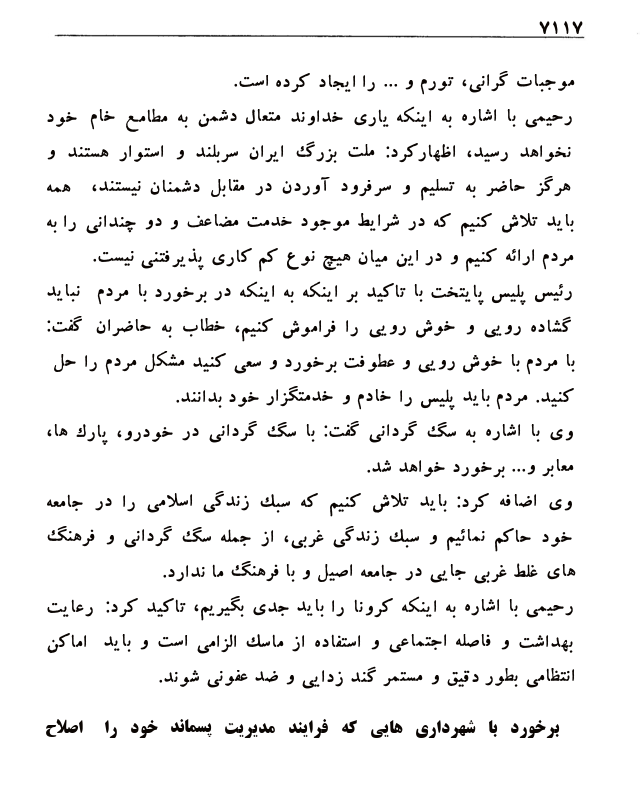 ۷۱۱۷
موجبات گرانی، تورم و ... را ایجاد کرده است.
رحیمی با اشاره به اینکه یاری خداوند متعال دشمن به مطامع خام خود
نخواهد رسید، اظهارکرد: ملت بزرگ ایران سربلند و استوار هستند و
هرگز حاضر به تسلیم و سرفرود آوردن در مقابل دشمنان نیستند، همه
باید تلاش کنیم که در شرایط موجود خدمت مضاعف و دو چندانی را به
مردم ارائه کنیم و در این میان هیچ نوع کم کاری پذیرفتنی نیست.
رئیس پلیس پایتخت با تاکید بر اینکه به اینکه در برخورد با مردم نباید
گشاده رویی و خوش رویی را فراموش کنیم، خطاب به حاضران گفت:
با مردم با خوش رویی و عطوفت برخورد و سعی کنید مشکل مردم را حل
کنید. مردم باید پلیس را خادم و خدمتگزار خود بدانند.
وی با اشاره به سگ گردانی گفت: با سگ گردانی در خودرو، پارك ها،
معابر و... برخورد خواهد شد.
وی اضافه کرد: باید تلاش کنیم که سبك زندگی اسلامی را در جامعه
خود حاکم نمائیم و سبك زندگی غربی، از جمله سگ گردانی و فرهنگ
های غلط غربی جایی در جامعه اصیل و با فرهنگ ما ندارد.
رحیمی با اشاره به اینکه کرونا را باید جدی بگیریم، تاکید کرد: رعایت
بهداشت و فاصله اجتماعی و استفاده از ماسك الزامی است و باید اماکن
انتظامی بطور دقیق و مستمر گند زدایی و ضد عفونی شوند.
برخورد با شهرداری هایی که فرایند مدیریت پسماند خود را اصلاح